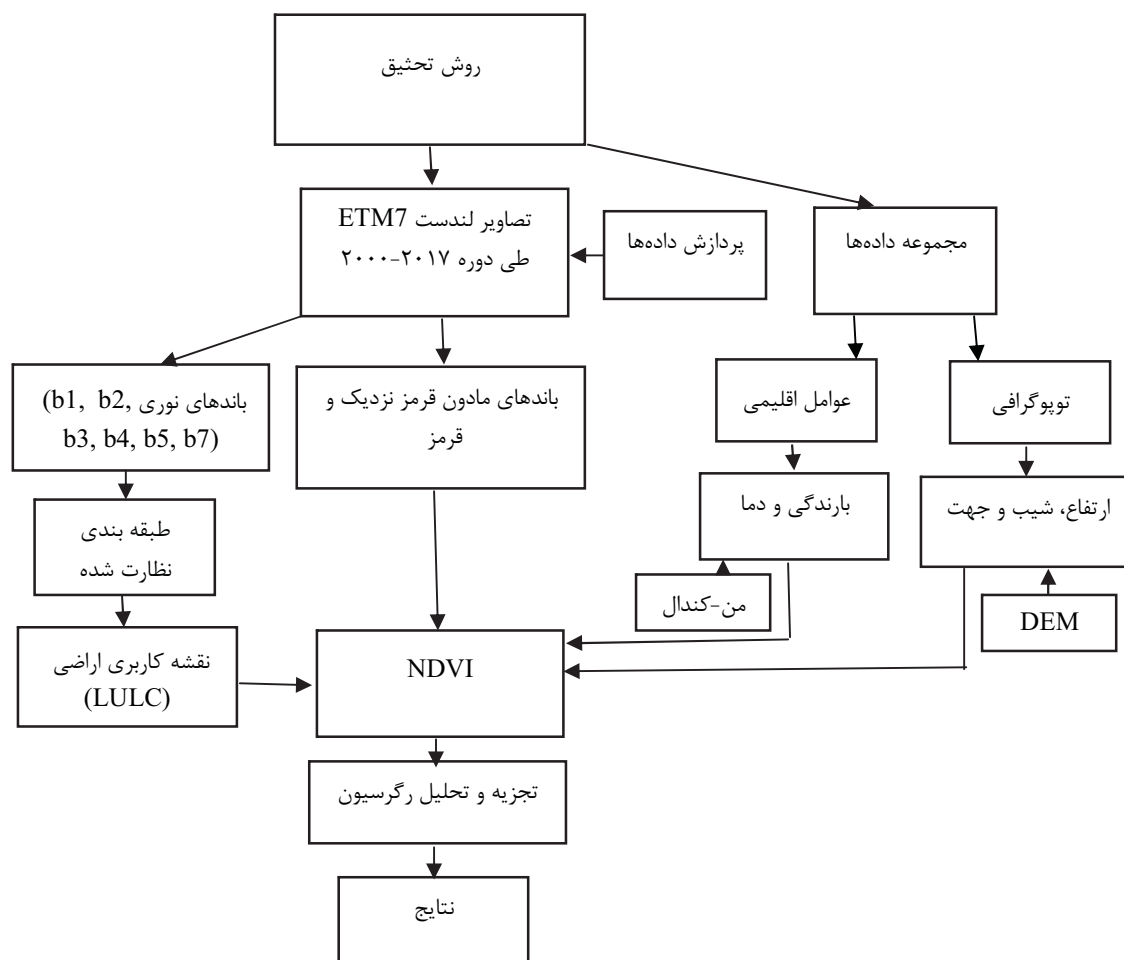 روش تحثیق
تصاویر لندست ETM7
طی دوره ۲۰۱۷-۲۰۰۰
پردازش داده‌ها
مجموعه داده‌ها
باندهای نوری (b1, b2,
b3, b4, b5, b7)
باندهای مادون قرمز نزدیک و
قرمز
عوامل اقلیمی
توپوگرافی
طبقه بندی
نظارت شده
بارندگی و دما
ارتفاع، شیب و جهت
من-کندال
DEM
نقشه کاربری اراضی
(LULC)
NDVI
تجزیه و تحلیل رگرسیون
نتایج